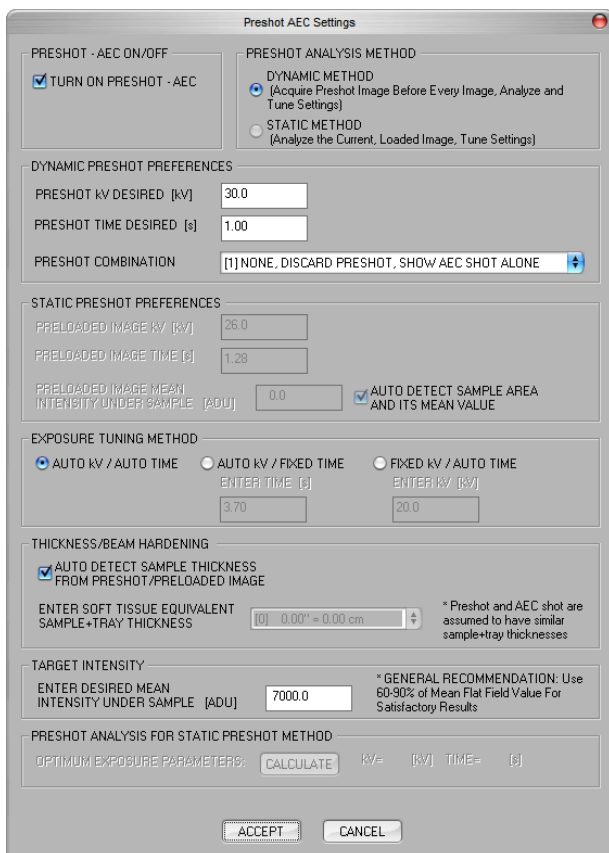 Preshot AEC Settings
PRESHOT - AEC ON/OFF
TURN ON PRESHOT - AEC
PRESHOT ANALYSIS METHOD
DYNAMIC METHOD
(Acquire Preshot Image Before Every Image, Analyze and
Tune Settings)
STATIC METHOD
(Analyze the Current, Loaded Image, Tune Settings)
DYNAMIC PRESHOT PREFERENCES
PRESHOT kV DESIRED [kV]
30.0
PRESHOT TIME DESIRED [s]
1.00
PRESHOT COMBINATION
[1] NONE, DISCARD PRESHOT, SHOW AEC SHOT ALONE
STATIC PRESHOT PREFERENCES
PRELOADED IMAGE kV [kV]
26.0
PRELOADED IMAGE TIME [s]
1.28
PRELOADED IMAGE MEAN
INTENSITY UNDER SAMPLE [ADU]
0.0
AUTO DETECT SAMPLE AREA
AND ITS MEAN VALUE
EXPOSURE TUNING METHOD
AUTO kV / AUTO TIME
AUTO kV / FIXED TIME
ENTER TIME [s]
3.70
FIXED kV / AUTO TIME
ENTER kV [kV]
20.0
THICKNESS/BEAM HARDENING
AUTO DETECT SAMPLE THICKNESS
FROM PRESHOT/PRELOADED IMAGE
ENTER SOFT TISSUE EQUIVALENT
SAMPLE+TRAY THICKNESS
[0] 0.00" = 0.00 cm
* Preshot and AEC shot are
assumed to have similar
sample+tray thicknesses
TARGET INTENSITY
ENTER DESIRED MEAN
INTENSITY UNDER SAMPLE [ADU]
7000.0
* GENERAL RECOMMENDATION: Use
60-90% of Mean Flat Field Value For
Satisfactory Results
PRESHOT ANALYSIS FOR STATIC PRESHOT METHOD
OPTIMUM EXPOSURE PARAMETERS:
CALCULATE
kV= [kV] TIME= [s]
ACCEPT
CANCEL